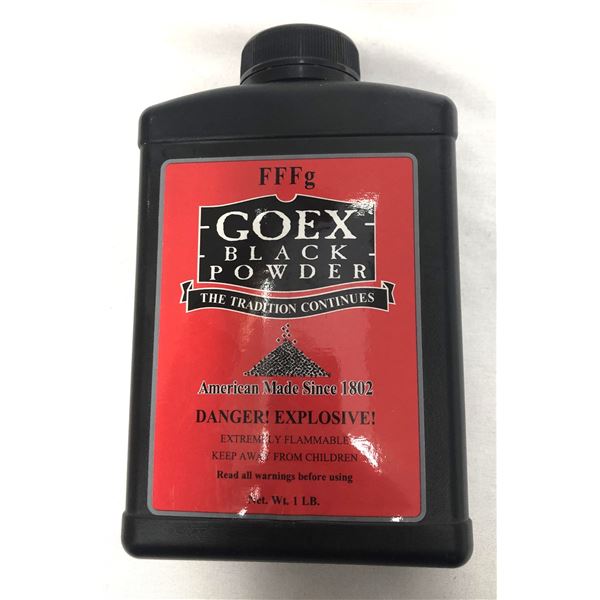 FFFg
GOEX
BLACK
POWDER
THE TRADITION CONTINUES
American Made Since 1802
DANGER! EXPLOSIVE!
EXTREMELY FLAMMABLE
KEEP AWAY FROM CHILDREN
Read all warnings before using
Net. Wt. 1 LB.